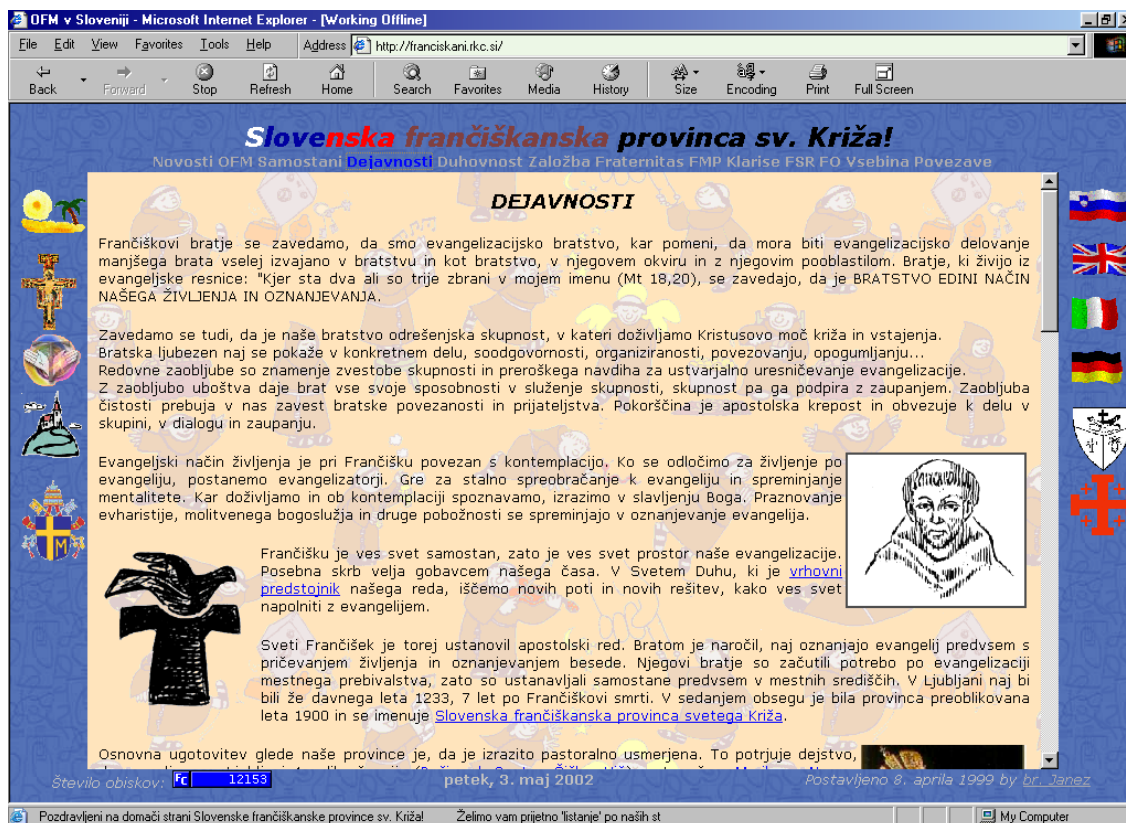 OFM v Sloveniji - Microsoft Internet Explorer - [Working Offline]
File Edit View Favorites Tools Help Address http://franciskani.rkc.si/
Back Forward Stop Refresh Home Search Favorites Media History Size Encoding Print Full Screen
Slovenska frančiškanska provinca sv. Križa!
Novosti OFM Samostani Dejavnosti Duhovnost Založba Fraternitas FMP Klarise FSR FO Vsebina Povezave
DEJAVNOSTI
Frančiškovi bratje se zavedamo, da smo evangelizacijsko bratstvo, kar pomeni, da mora biti evangelizacijsko delovanje
manjšega brata vselej izvajano v bratstvu in kot bratstvo, v njegovem okviru in z njegovim pooblastilom. Bratje, ki živijo iz
evangeljske resnice: "Kjer sta dva ali so trije zbrani v mojem imenu (Mt 18,20), se zavedajo, da je BRATSTVO EDINI NAČIN
NAŠEGA ŽIVLJENJA IN OZNANJEVANJA.
Zavedamo se tudi, da je naše bratstvo odrešenjska skupnost, v kateri doživljamo Kristusovo moč križa in vstajenja.
Bratska ljubezen naj se pokaže v konkretnem delu, soodgovornosti, organiziranosti, povezovanju, opogumljanju...
Redovne zaobljube so znamenje zvestobe skupnosti in preroškega navdiha za ustvarjalno uresničevanje evangelizacije.
Z zaobljubo uboštva daje brat vse svoje sposobnosti v služenje skupnosti, skupnost pa ga podpira z zaupanjem. Zaobljuba
čistosti prebuja v nas zavest bratske povezanosti in prijateljstva. Pokorščina je apostolska krepost in obvezuje k delu v
skupini, v dialogu in zaupanju.
Evangeljski način življenja je pri Frančišku povezan s kontemplacijo. Ko se odločimo za življenje po
evangeliju, postanemo evangelizatorji. Gre za stalno spreobračanje k evangeliju in spreminjanje
mentalitete. Kar doživljamo in ob kontemplaciji spoznavamo, izrazimo v slavljenju Boga. Praznovanje
evharistije, molitvenega bogoslužja in druge pobožnosti se spreminjajo v oznanjevanje evangelija.
Frančišku je ves svet samostan, zato je ves svet prostor naše evangelizacije.
Posebna skrb velja gobavcem našega časa. V Svetem Duhu, ki je vrhovni
predstojnik našega reda, iščemo novih poti in novih rešitev, kako ves svet
napolniti z evangelijem.
Sveti Frančišek je torej ustanovil apostolski red. Bratom je naročil, naj oznanjajo evangelij predvsem s
pričevanjem življenja in oznanjevanjem besede. Njegovi bratje so začutili potrebo po evangelizaciji
mestnega prebivalstva, zato so ustanavljali samostane predvsem v mestnih središčih. V Ljubljani naj bi
bili že davnega leta 1233, 7 let po Frančiškovi smrti. V sedanjem obsegu je bila provinca preoblikovana
leta 1900 in se imenuje Slovenska frančiškanska provinca svetega Križa.
Osnovna ugotovitev glede naše province je, da je izrazito pastoralno usmerjena. To potrjuje dejstvo,
Število obiskov: Fc 12153 petek, 3. maj 2002 Postavljeno 8. aprila 1999 by br. Janez
Pozdravljeni na domači strani Slovenske frančiškanske province sv. Križa! Želimo vam prijetno 'listanje' po naših st My Computer